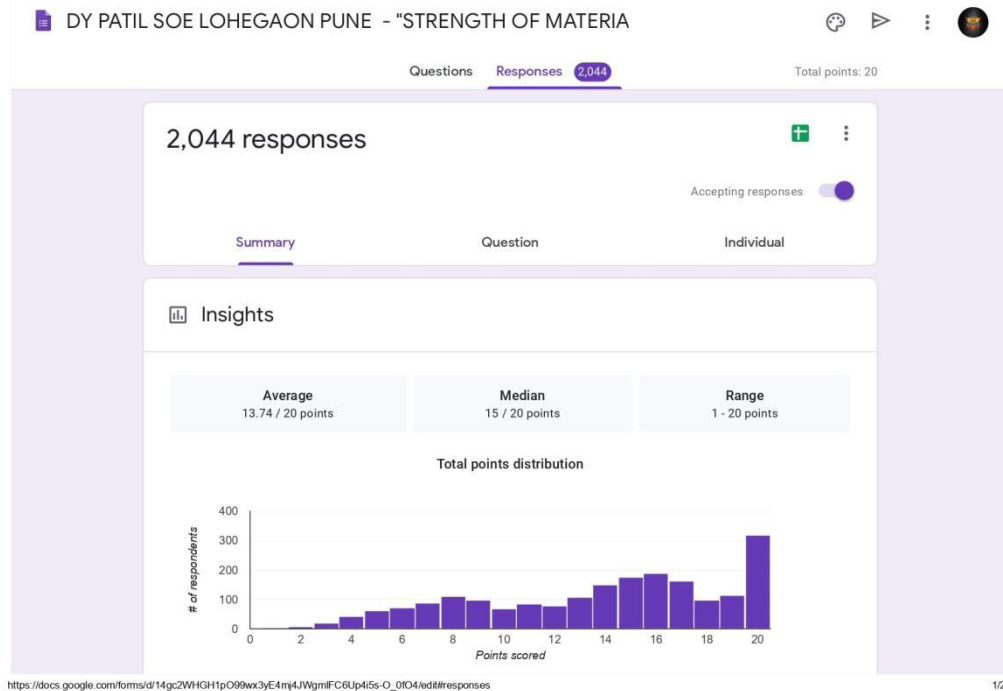 DY PATIL SOE LOHEGAON PUNE - "STRENGTH OF MATERIA
Questions Responses 2,044 Total points: 20
2,044 responses
Accepting responses
Summary Question Individual
Insights
Average Median Range
13.74 / 20 points 15 / 20 points 1 - 20 points
Total points distribution
# of respondents
400
300
200
100
0
0 2 4 6 8 10 12 14 16 18 20
Points scored
https://docs.google.com/forms/d/14gc2WHGH1pO99wx3yE4mj4JWgmlFC6Up4i5s-O_0fO4/edit#responses 1/2